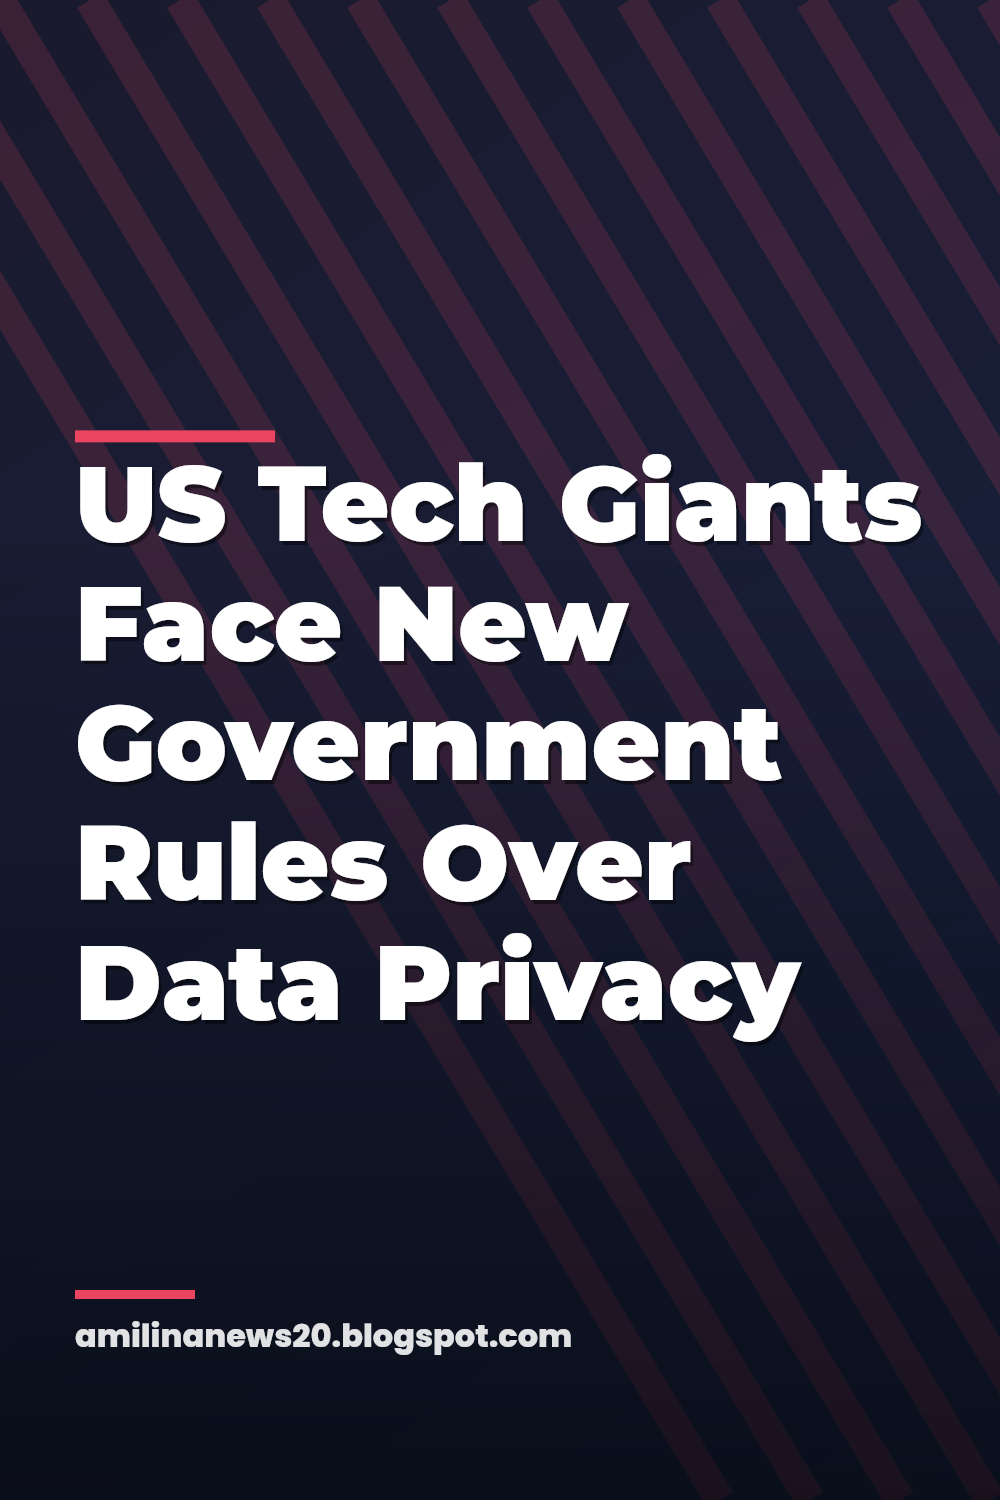 US Tech Giants
Face New
Government
Rules Over
Data Privacy
amilinanews20.blogspot.com